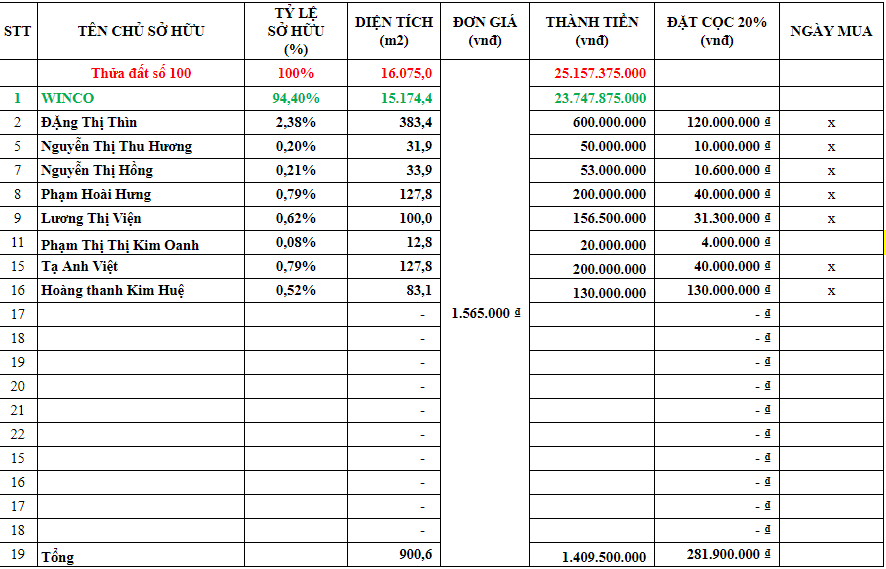 STT TÊN CHỦ SỞ HỮU TỶ LỆ SỞ HỮU (%) DIỆN TÍCH (m2) ĐƠN GIÁ (vnđ) THÀNH TIỀN (vnđ) ĐẶT CỌC 20% (vnđ) NGÀY MUA
Thửa đất số 100 100% 16.075,0 25.157.375.000
1 WINCO 94,40% 15.174,4 23.747.875.000
2 ĐẶng Thị Thìn 2,38% 383,4 600.000.000 120.000.000 ₫ x
5 Nguyễn Thị Thu Hương 0,20% 31,9 50.000.000 10.000.000 ₫ x
7 Nguyễn Thị Hồng 0,21% 33,9 53.000.000 10.600.000 ₫ x
8 Phạm Hoài Hưng 0,79% 127,8 200.000.000 40.000.000 ₫ x
9 Lương Thị Viện 0,62% 100,0 156.500.000 31.300.000 ₫ x
11 Phạm Thị Thị Kim Oanh 0,08% 12,8 20.000.000 4.000.000 ₫
15 Tạ Anh Việt 0,79% 127,8 200.000.000 40.000.000 ₫ x
16 Hoàng thanh Kim Huệ 0,52% 83,1 130.000.000 130.000.000 ₫ x
17 - 1.565.000 ₫ - ₫
18 - - ₫
19 - - ₫
20 - - ₫
21 - - ₫
22 - - ₫
15 - - ₫
16 - - ₫
17 - - ₫
18 - - ₫
19 Tổng 900,6 1.409.500.000 281.900.000 ₫